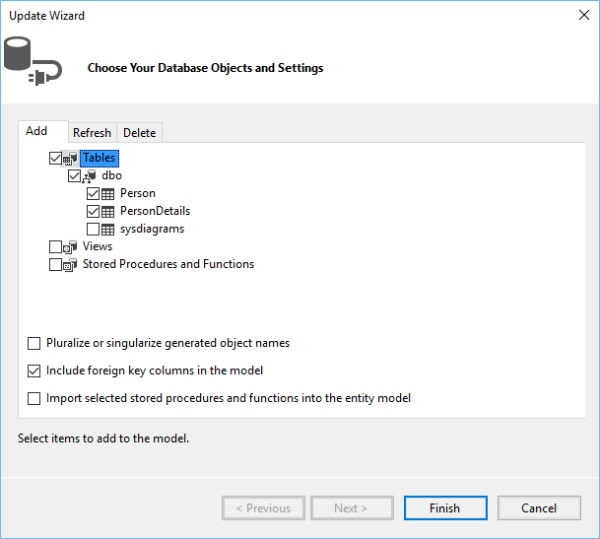 Update Wizard
Choose Your Database Objects and Settings
Add Refresh Delete
Tables
dbo
Person
PersonDetails
sysdiagrams
Views
Stored Procedures and Functions
Pluralize or singularize generated object names
Include foreign key columns in the model
Import selected stored procedures and functions into the entity model
Select items to add to the model.
< Previous Next > Finish Cancel